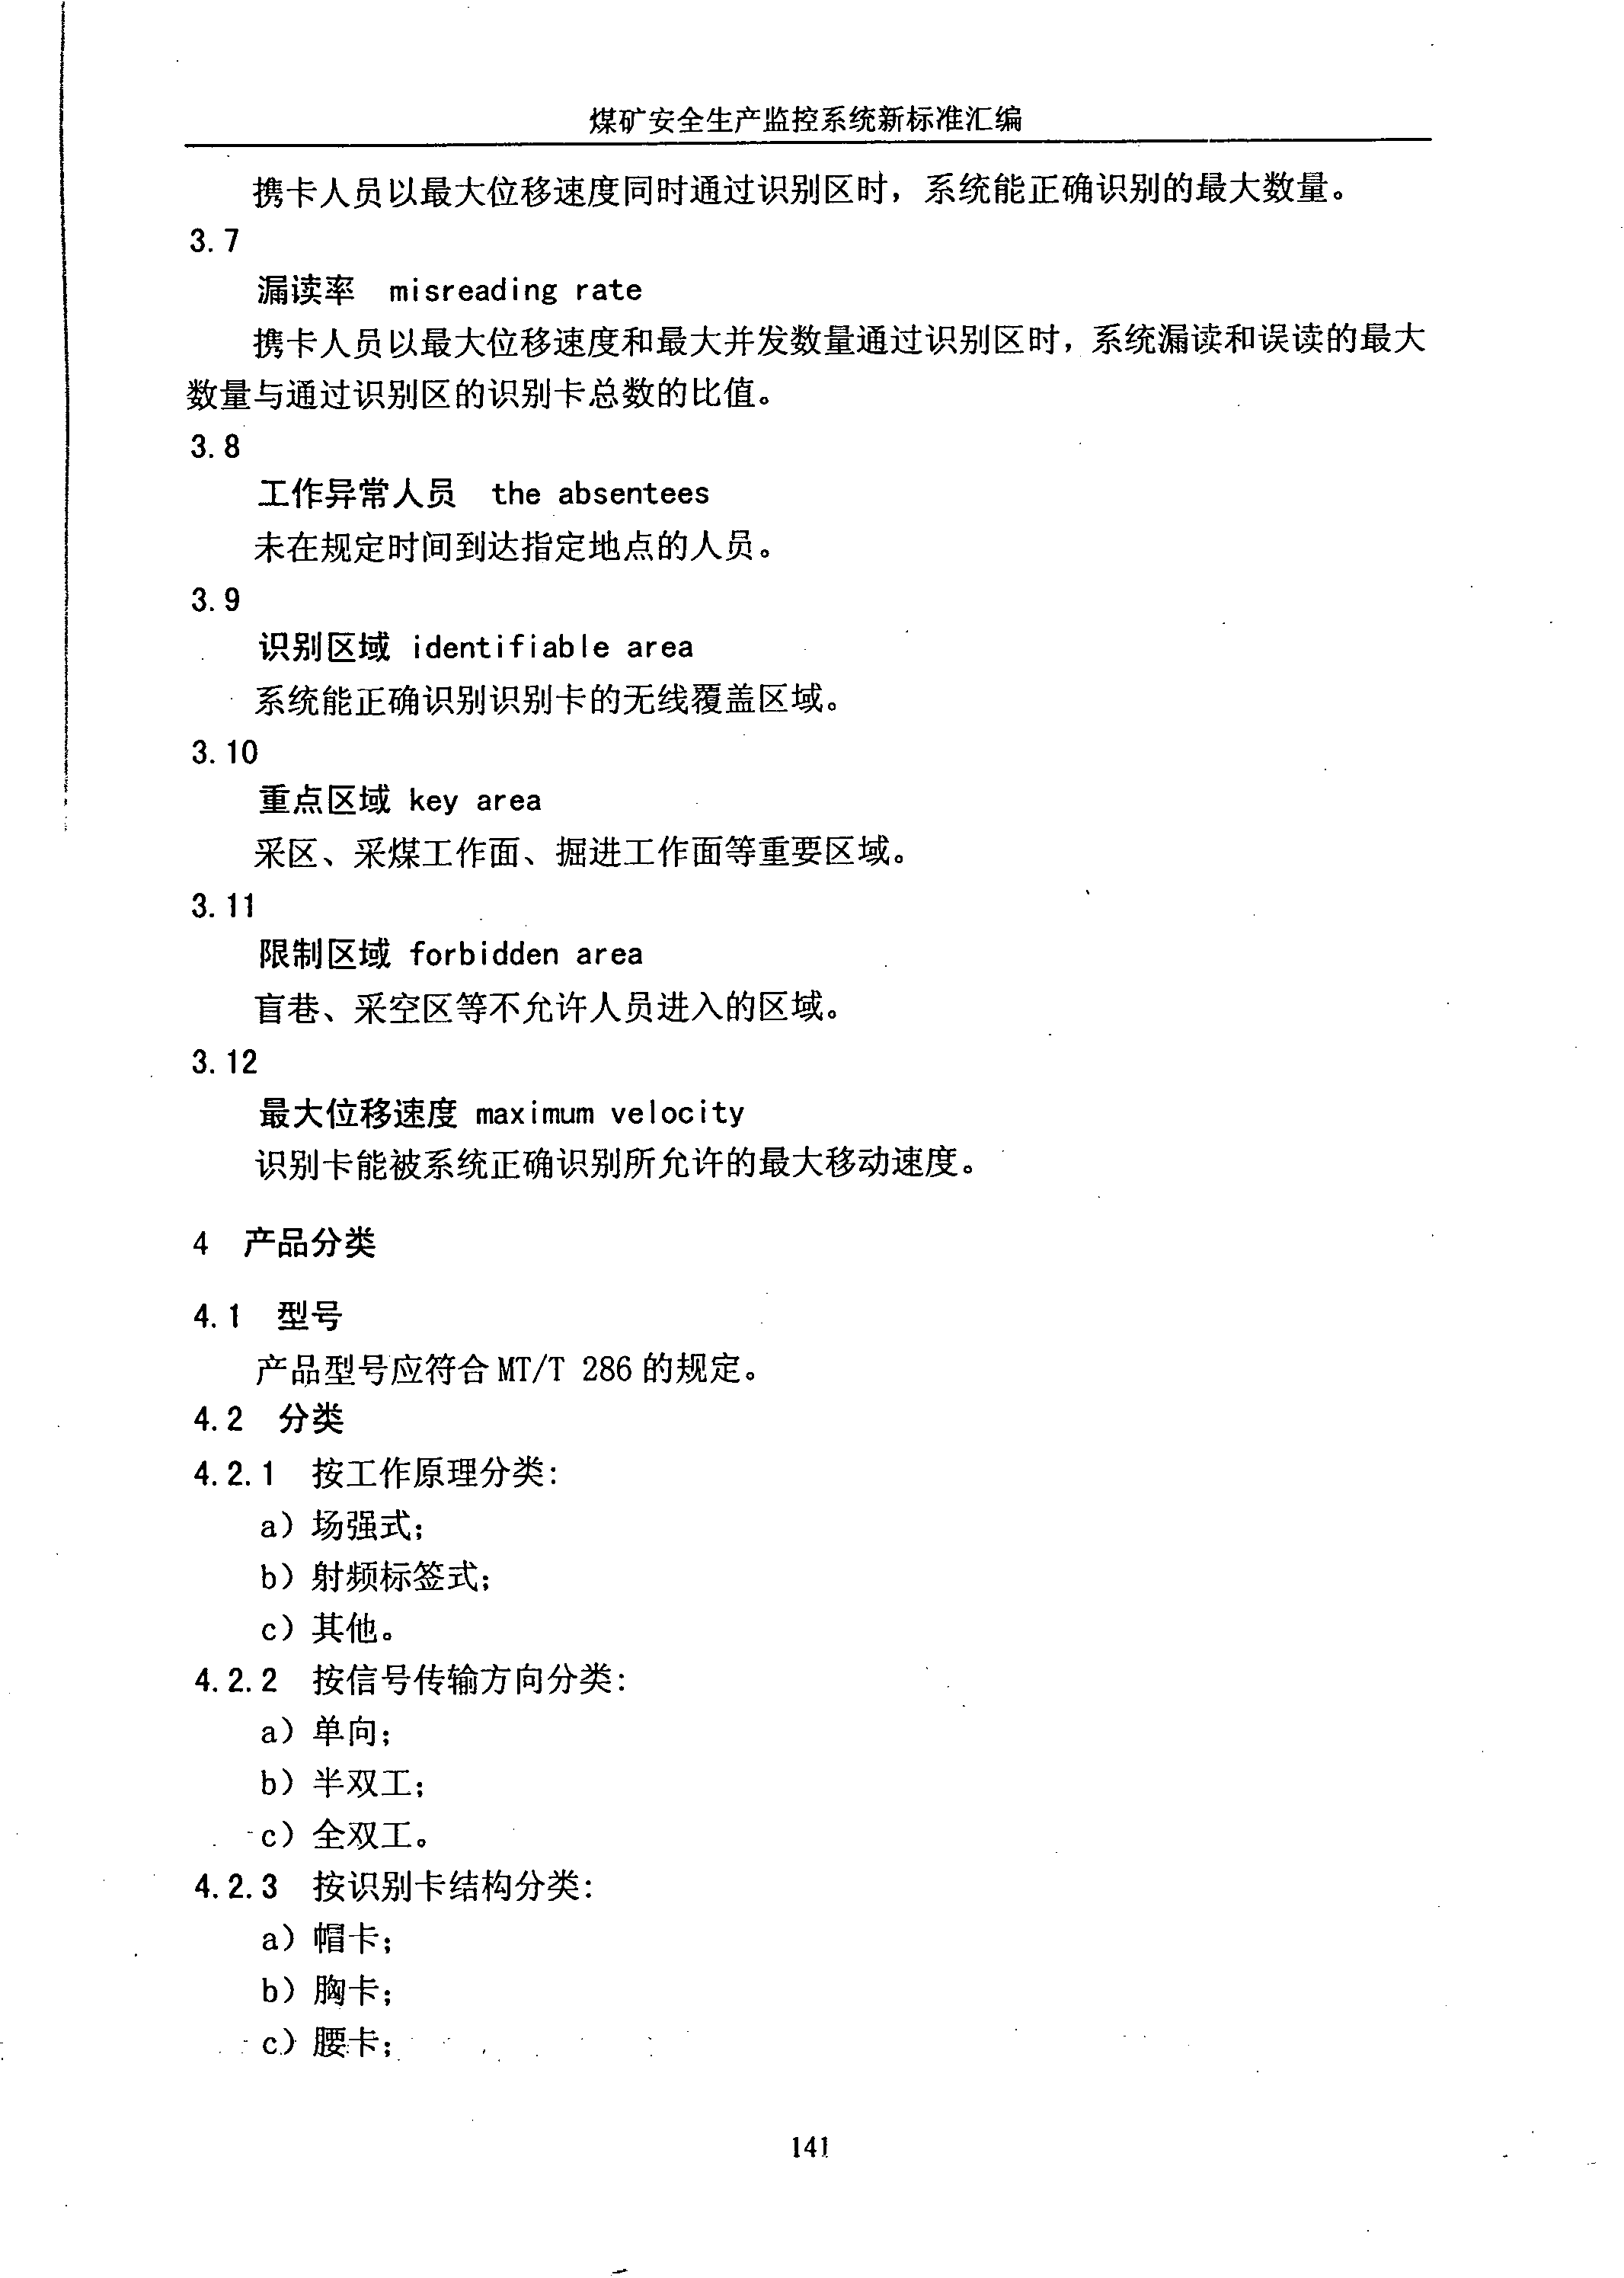 煤矿安全生产监控系统新标准汇编
携卡人员以最大位移速度同时通过识别区时，系统能正确识别的最大数量。
3.7
漏读率 misreading rate
携卡人员以最大位移速度和最大并发数量通过识别区时，系统漏读和误读的最大
数量与通过识别区的识别卡总数的比值。
3.8
工作异常人员 the absentees
未在规定时间到达指定地点的人员。
3.9
识别区域 identifiable area
系统能正确识别识别卡的无线覆盖区域。
3.10
重点区域 key area
采区、采煤工作面、掘进工作面等重要区域。
3.11
限制区域 forbidden area
盲巷、采空区等不允许人员进入的区域。
3.12
最大位移速度 maximum velocity
识别卡能被系统正确识别所允许的最大移动速度。
4 产品分类
4.1 型号
产品型号应符合 MT/T 286 的规定。
4.2 分类
4.2.1 按工作原理分类：
a）场强式；
b）射频标签式；
c）其他。
4.2.2 按信号传输方向分类：
a）单向；
b）半双工；
c）全双工。
4.2.3 按识别卡结构分类：
a）帽卡；
b）胸卡；
c）腰卡；
141